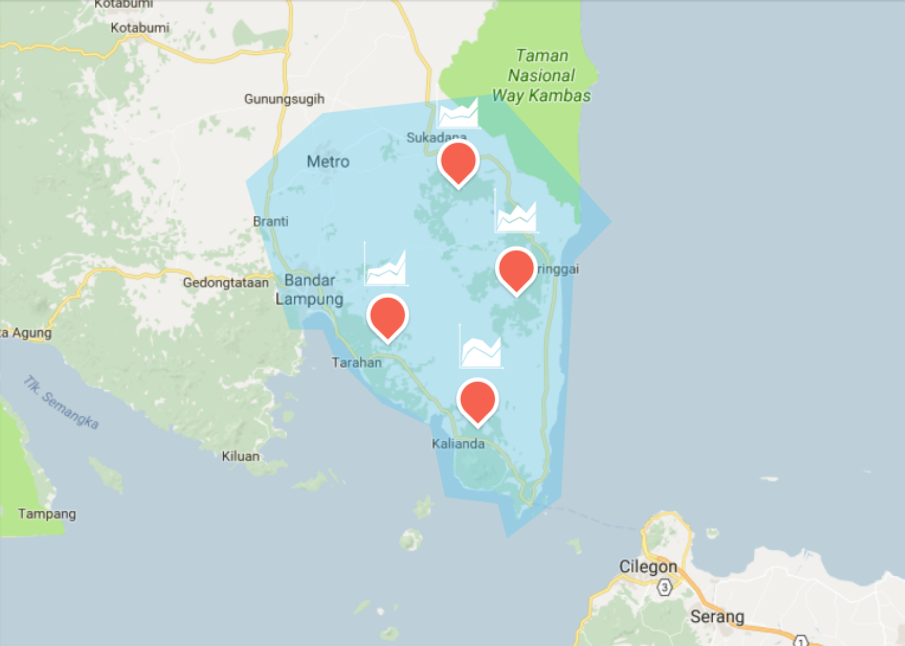 Kotabumi
Kotabumi
Taman
Nasional
Way Kambas
Gunungsugih
Sukadana
Metro
Branti
ringgai
Gedongtataan
Bandar
Lampung
ta Agung
Tarahan
Tlk. Semangka
Kalianda
Kiluan
Tampang
Cilegon
3
Serang
1